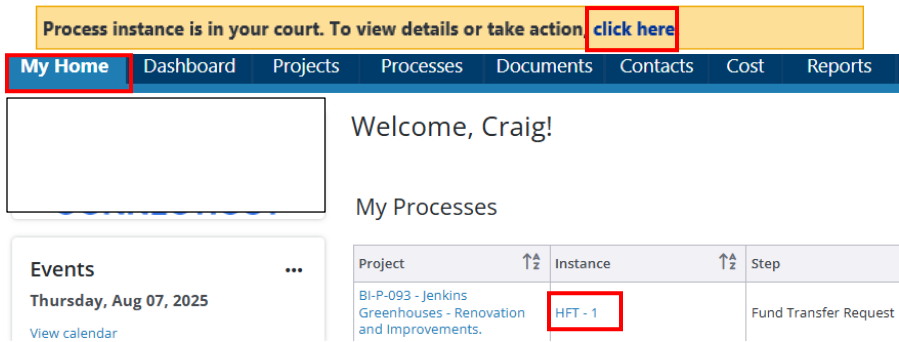 Process instance is in your court. To view details or take action, click here
My Home Dashboard Projects Processes Documents Contacts Cost Reports
Welcome, Craig!
My Processes
Events ...
Thursday, Aug 07, 2025
View calendar
Project Instance Step
BI-P-093 - Jenkins
Greenhouses - Renovation
and Improvements.
HFT - 1
Fund Transfer Request